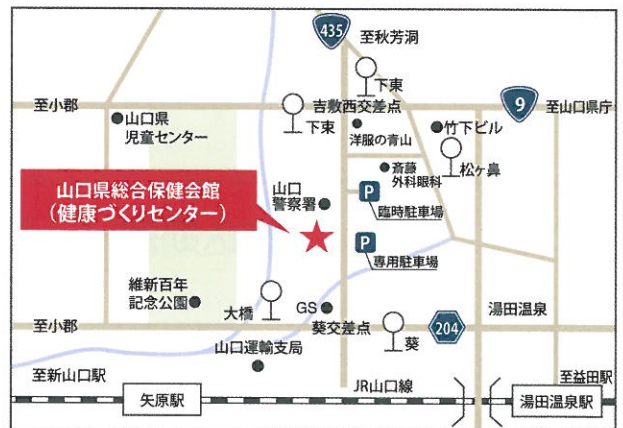 435
至秋芳洞
下東
至小郡
吉敷西交差点
9
至山口県庁
山口県
児童センター
下東
洋服の青山
竹下ビル
松ヶ鼻
斎藤
外科眼科
山口県総合保健会館
(健康づくりセンター)
山口
警察署
P
臨時駐車場
P
専用駐車場
維新百年
記念公園
大橋
GS
葵交差点
葵
204
湯田温泉
至小郡
山口運輸支局
至新山口駅
JR山口線
至益田駅
矢原駅
湯田温泉駅